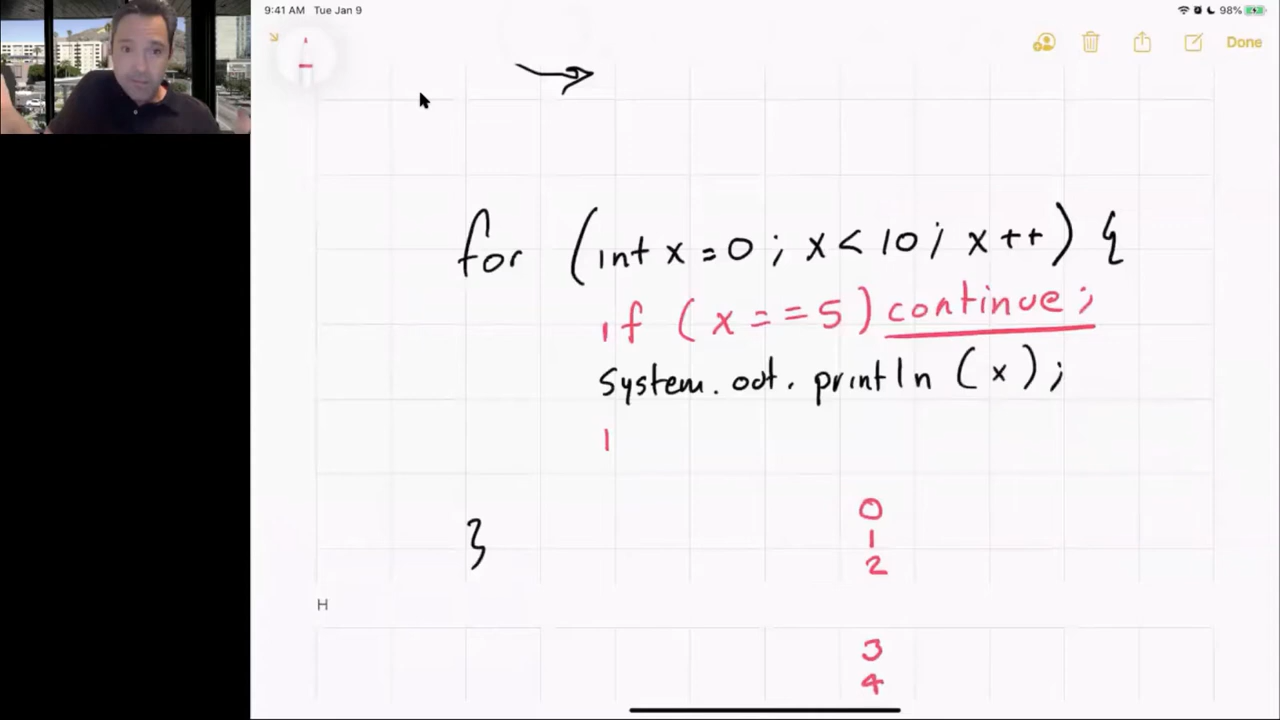 9:41 AM Tue Jan 9
98%
Done
for (int x = 0; x < 10; x++) {
if (x == 5) continue;
System.out.println(x);
}
0
1
2
H
3
4